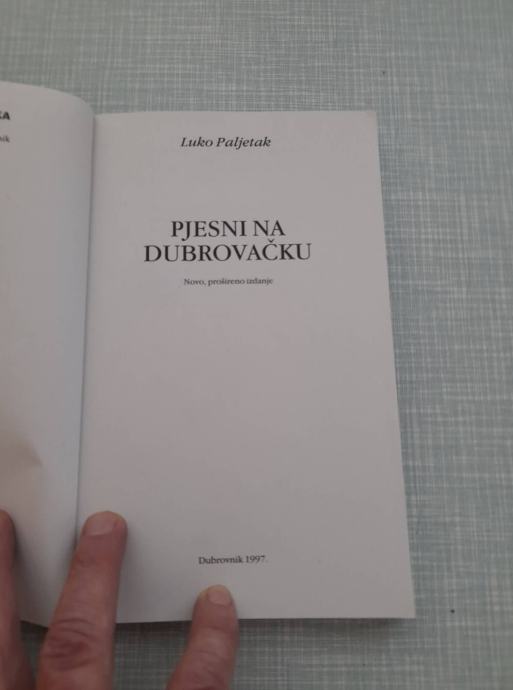 Luko Paljetak
PJESNI NA
DUBROVAČKU
Novo, prošireno izdanje
Dubrovnik 1997.